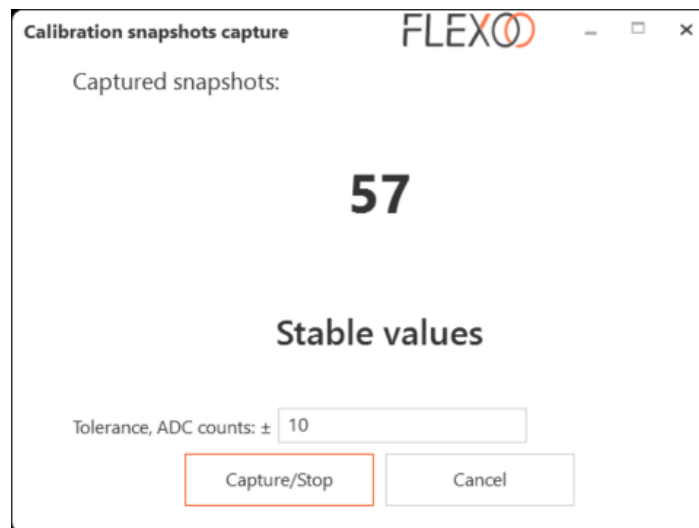 Calibration snapshots capture FLEXOO
Captured snapshots:
57
Stable values
Tolerance, ADC counts: ± 10
Capture/Stop Cancel